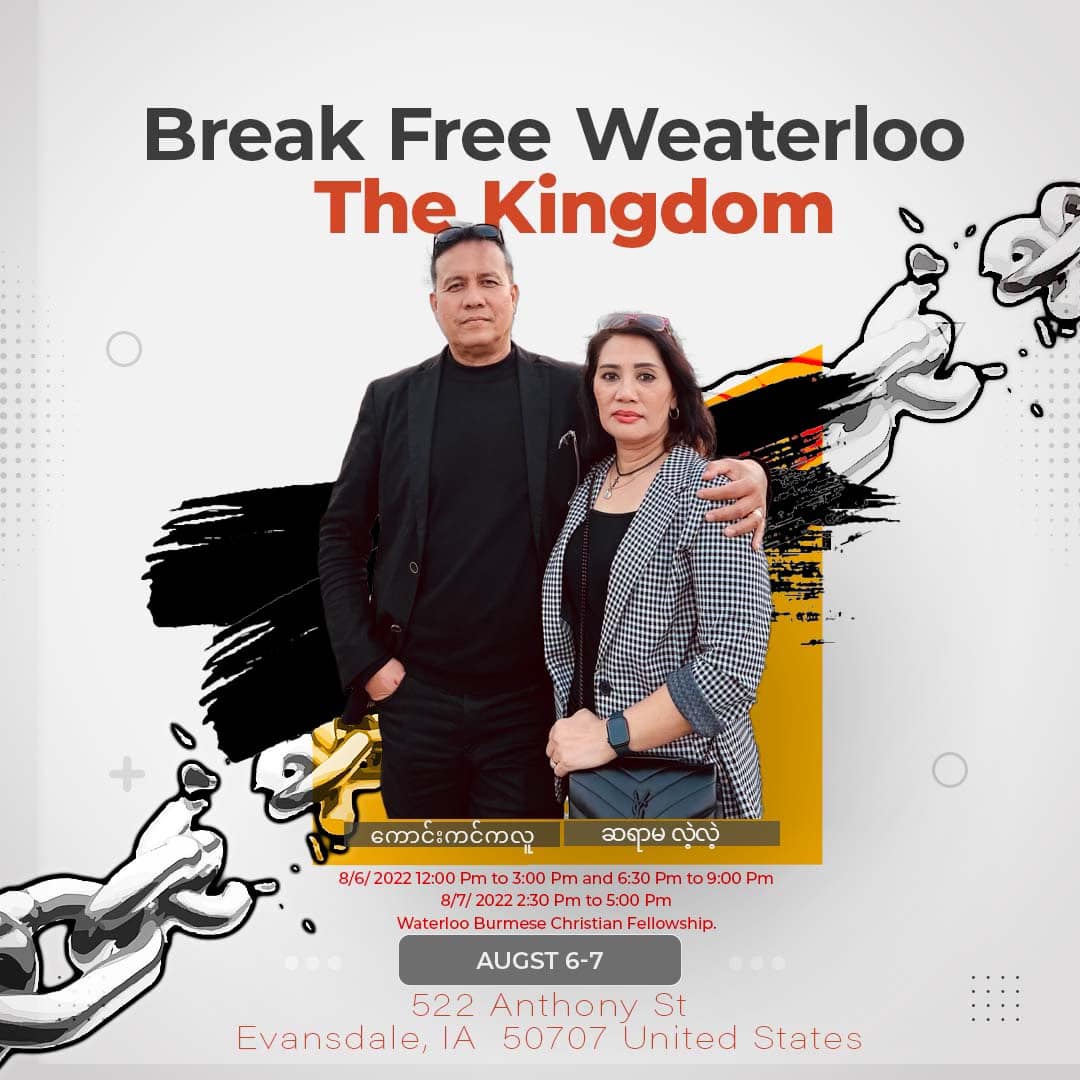 Break Free Weaterloo
The Kingdom
ကောင်းကင်ကလူ
ဆရာမ လဲ့လဲ့
8/6/ 2022 12:00 Pm to 3:00 Pm and 6:30 Pm to 9:00 Pm
8/7/ 2022 2:30 Pm to 5:00 Pm
Waterloo Burmese Christian Fellowship.
AUGST 6-7
522 Anthony St
Evansdale, IA 50707 United States